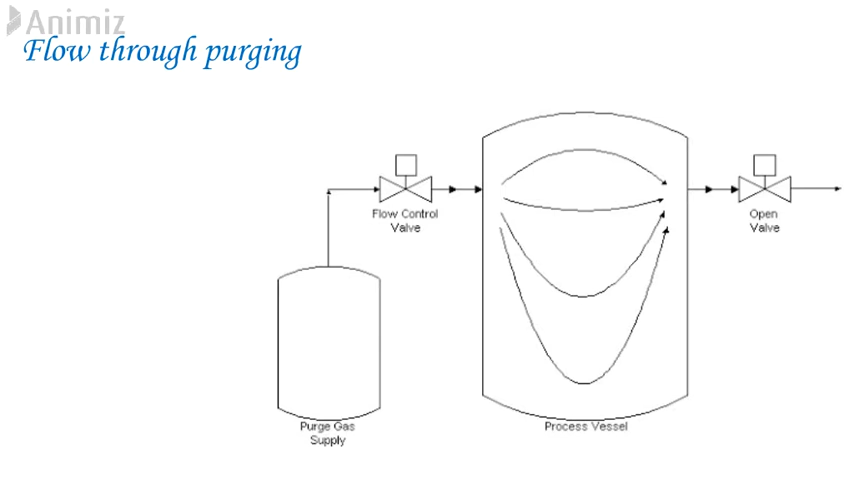 Animiz
Flow through purging
Flow Control
Valve
Open
Valve
Purge Gas
Supply
Process Vessel